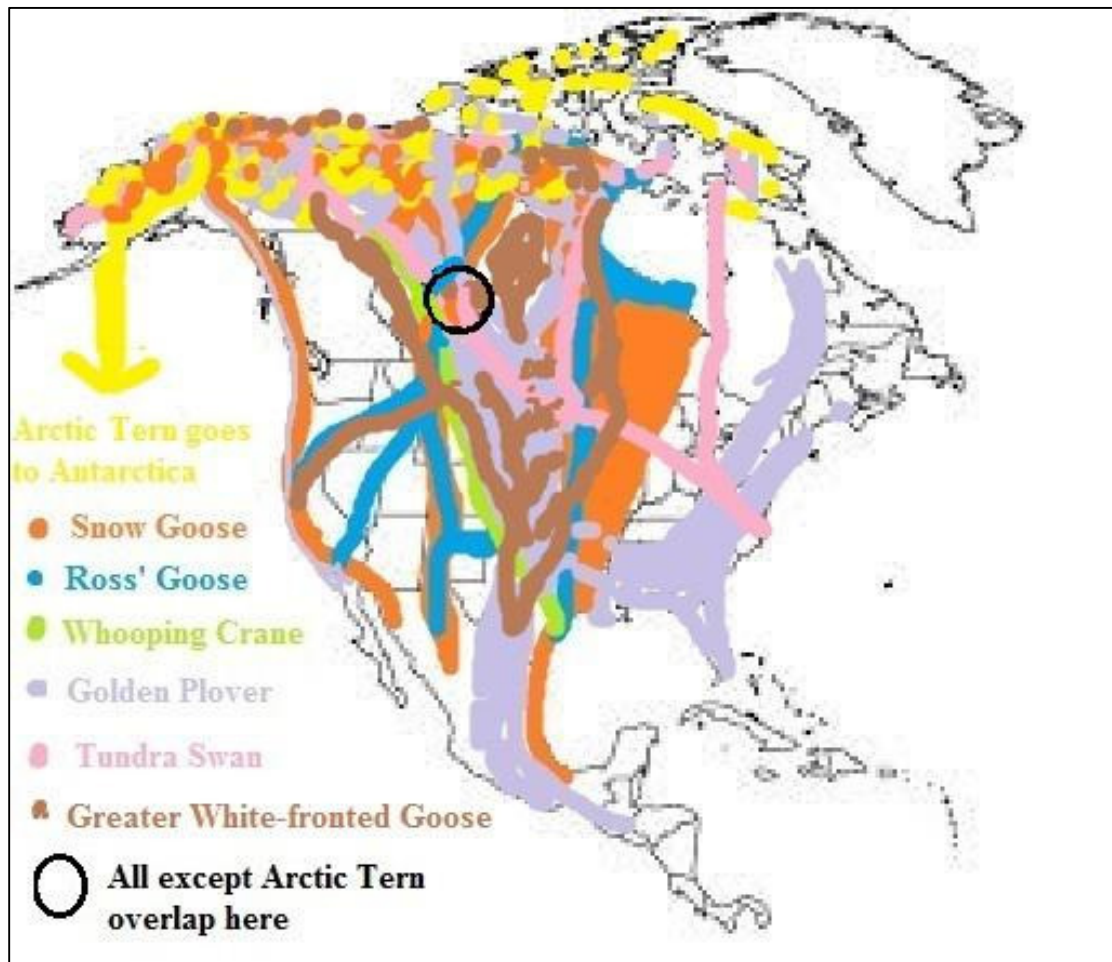 Arctic Tern goes
to Antarctica
Snow Goose
Ross' Goose
Whooping Crane
Golden Plover
Tundra Swan
Greater White-fronted Goose
All except Arctic Tern
overlap here